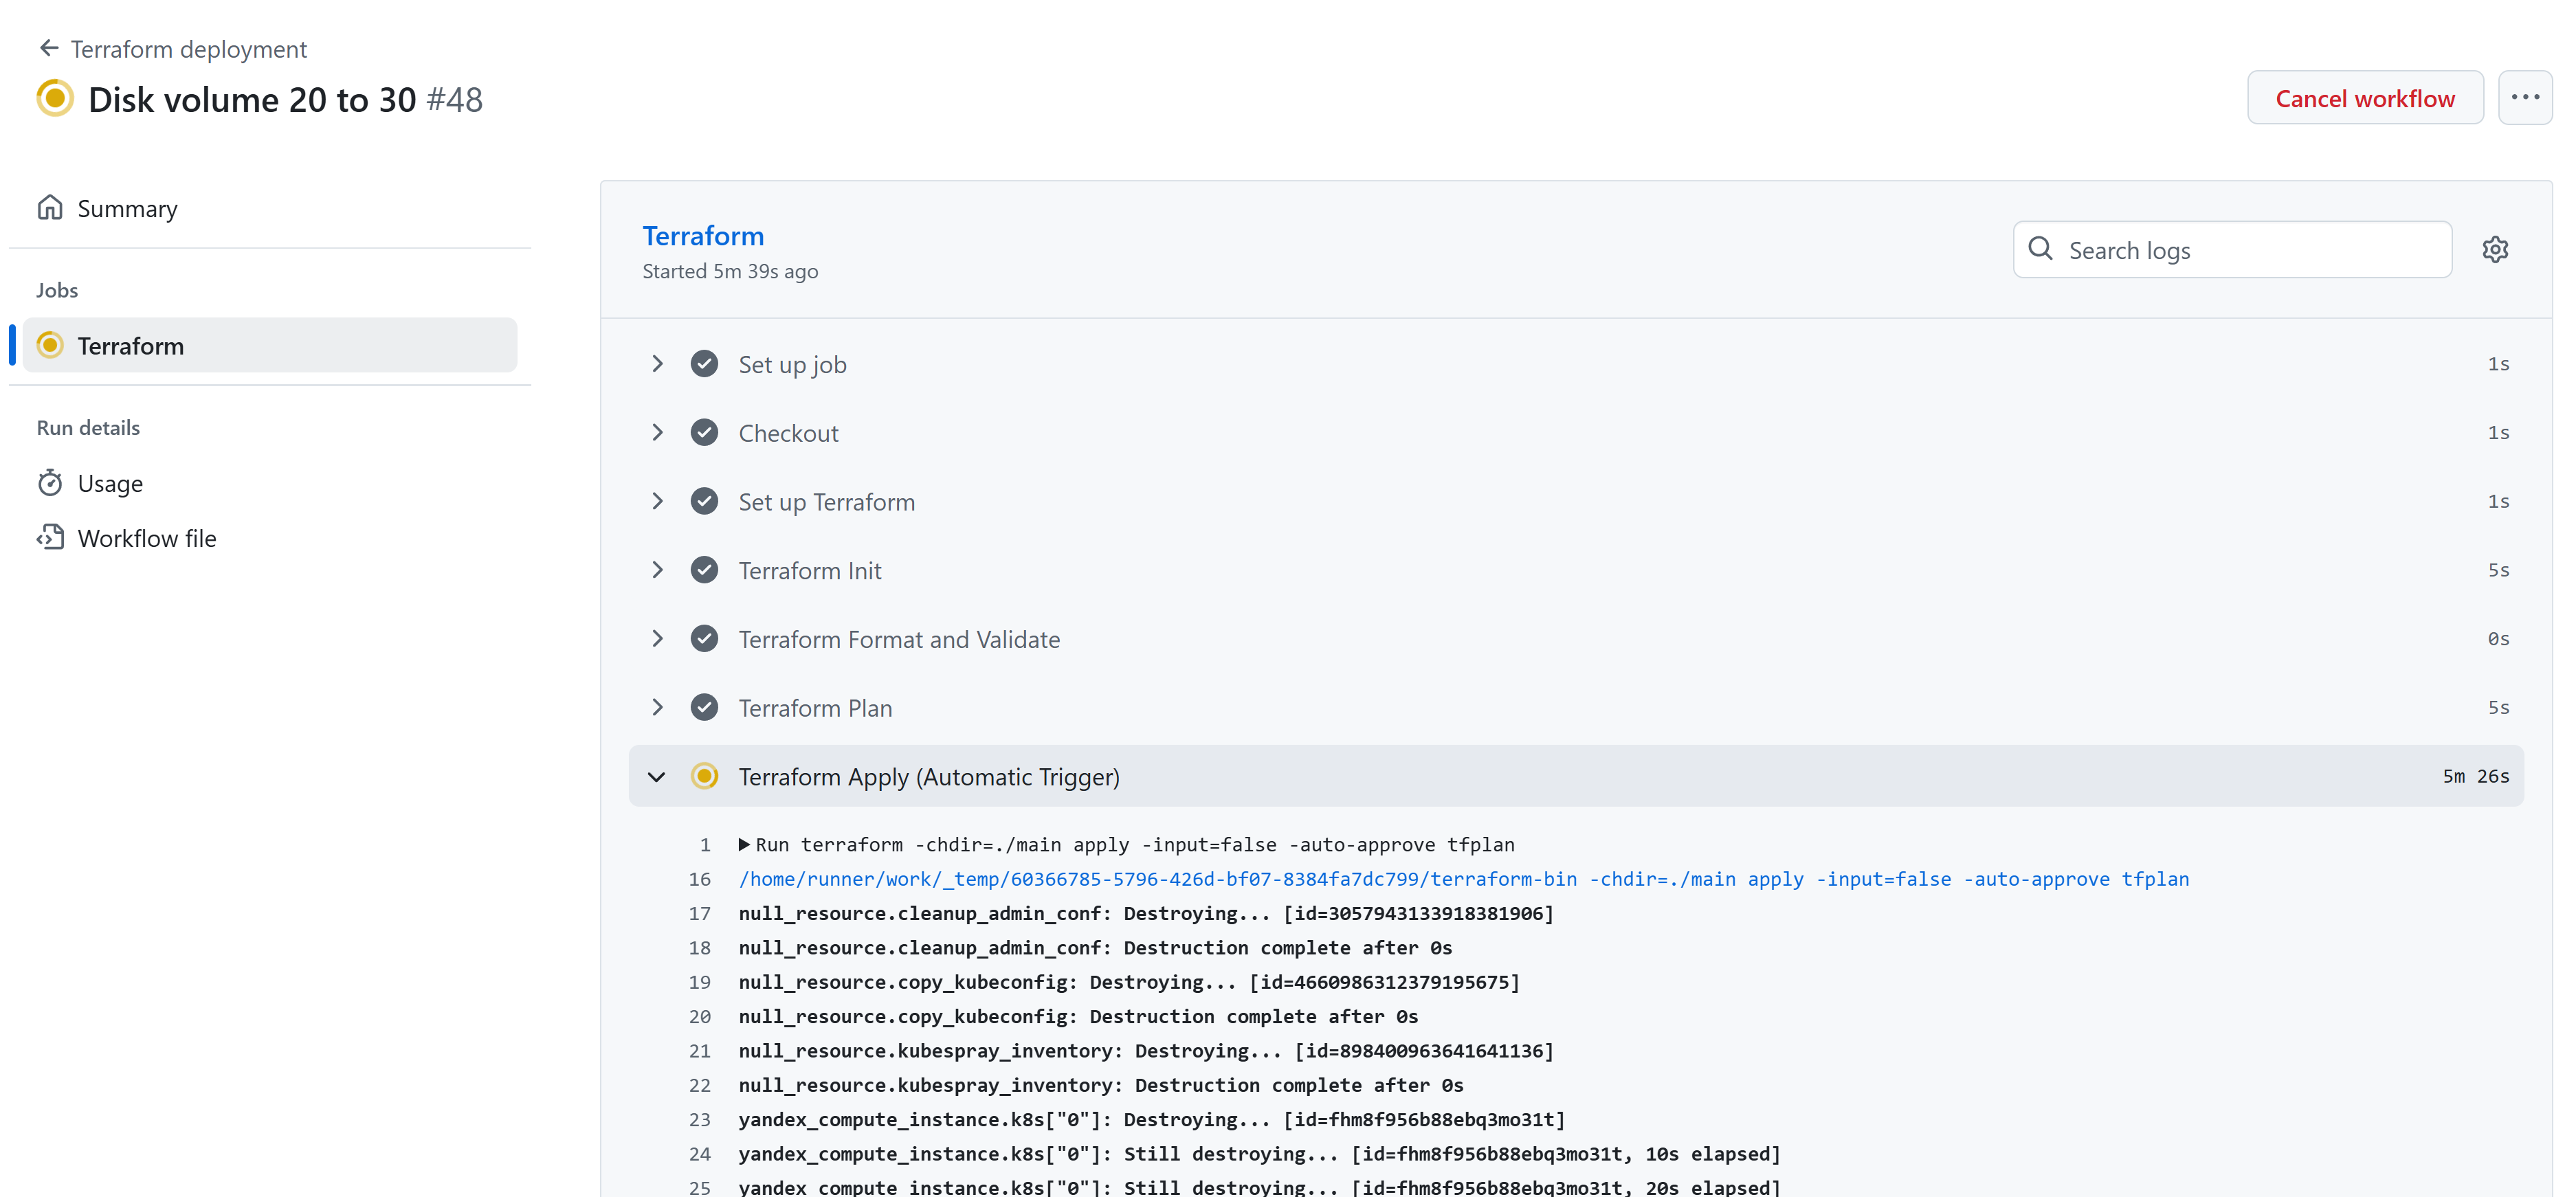 Terraform deployment
Disk volume 20 to 30 #48
Cancel workflow
Summary
Jobs
Terraform
Run details
Usage
Workflow file
Terraform
Started 5m 39s ago
Search logs
Set up job 1s
Checkout 1s
Set up Terraform 1s
Terraform Init 5s
Terraform Format and Validate 0s
Terraform Plan 5s
Terraform Apply (Automatic Trigger) 5m 26s
1 Run terraform -chdir=./main apply -input=false -auto-approve tfplan
16 /home/runner/work/_temp/60366785-5796-426d-bf07-8384fa7dc799/terraform-bin -chdir=./main apply -input=false -auto-approve tfplan
17 null_resource.cleanup_admin_conf: Destroying... [id=3057943133918381906]
18 null_resource.cleanup_admin_conf: Destruction complete after 0s
19 null_resource.copy_kubeconfig: Destroying... [id=4660986312379195675]
20 null_resource.copy_kubeconfig: Destruction complete after 0s
21 null_resource.kubespray_inventory: Destroying... [id=898400963641641136]
22 null_resource.kubespray_inventory: Destruction complete after 0s
23 yandex_compute_instance.k8s["0"]: Destroying... [id=fhm8f956b88ebq3mo31t]
24 yandex_compute_instance.k8s["0"]: Still destroying... [id=fhm8f956b88ebq3mo31t, 10s elapsed]
25 yandex_compute_instance.k8s["0"]: Still destroying... [id=fhm8f956b88ebq3mo31t, 20s elapsed]